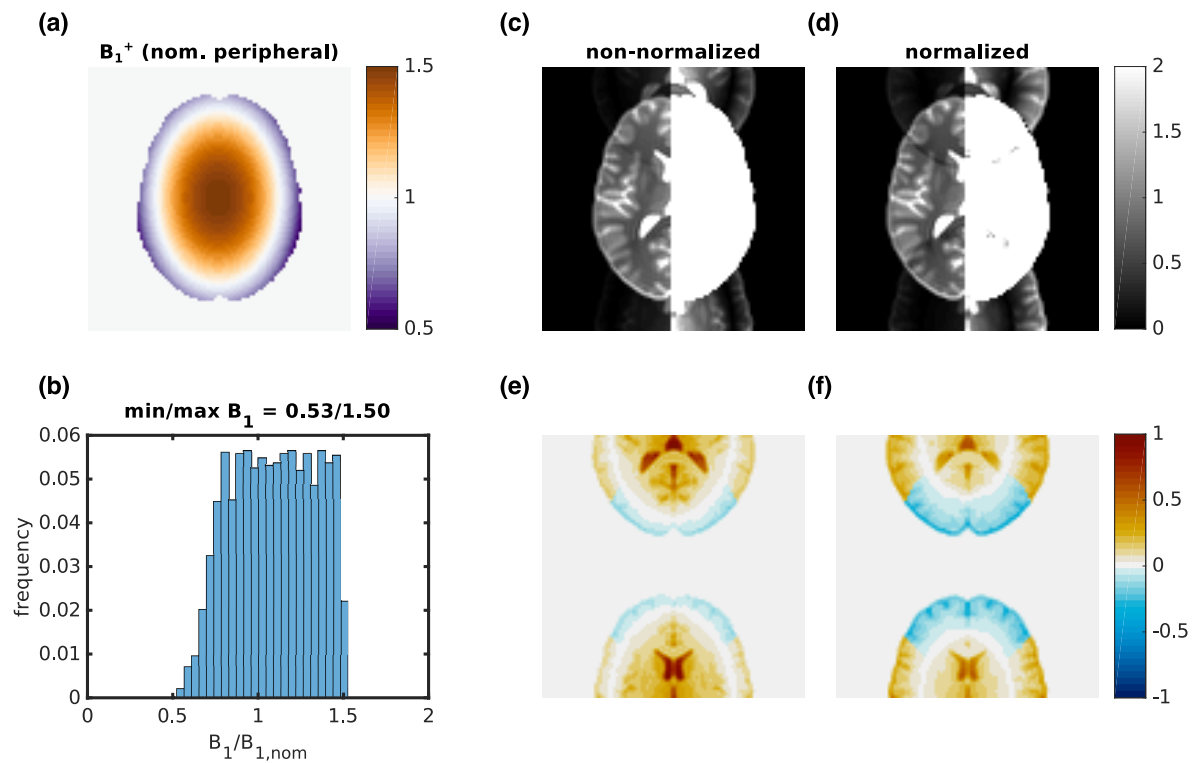 (a)
B₁⁺ (nom. peripheral)
1.5
1
0.5
(c)
non-normalized
(d)
normalized
2
1.5
1
0.5
0
(b)
min/max B₁ = 0.53/1.50
0.06
0.05
0.04
0.03
0.02
0.01
0
frequency
0
0.5
1
1.5
2
B₁/B₁,nom
(e)
(f)
1
0.5
0
-0.5
-1